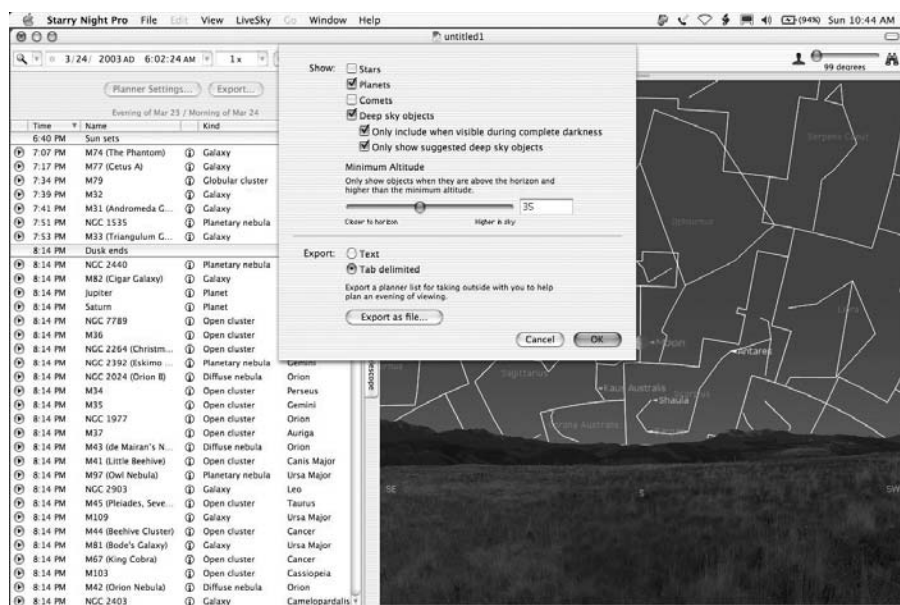 Starry Night Pro File Edit View LiveSky Go Window Help (94%) Sun 10:44 AM
untitled1
3/24/ 2003 AD 6:02:24 AM 1x
99 degrees
Planner Settings... Export...
Evening of Mar 23 / Morning of Mar 24
Time Name Kind
6:40 PM Sun sets
7:07 PM M74 (The Phantom) Galaxy
7:17 PM M77 (Cetus A) Galaxy
7:34 PM M79 Globular cluster
7:39 PM M32 Galaxy
7:41 PM M31 (Andromeda G... Galaxy
7:51 PM NGC 1535 Planetary nebula
7:53 PM M33 (Triangulum G... Galaxy
8:14 PM Dusk ends
8:14 PM NGC 2440 Planetary nebula
8:14 PM M82 (Cigar Galaxy) Galaxy
8:14 PM Jupiter Planet
8:14 PM Saturn Planet
8:14 PM NGC 7789 Open cluster
8:14 PM M36 Open cluster
8:14 PM NGC 2264 (Christm... Open cluster
8:14 PM NGC 2392 (Eskimo ... Planetary nebula Gemini
8:14 PM NGC 2024 (Orion B) Diffuse nebula Orion
8:14 PM M34 Open cluster Perseus
8:14 PM M35 Open cluster Gemini
8:14 PM NGC 1977 Open cluster Orion
8:14 PM M37 Open cluster Auriga
8:14 PM M43 (de Mairan's N... Diffuse nebula Orion
8:14 PM M41 (Little Beehive) Open cluster Canis Major
8:14 PM M97 (Owl Nebula) Planetary nebula Ursa Major
8:14 PM NGC 2903 Galaxy Leo
8:14 PM M45 (Pleiades, Seve... Open cluster Taurus
8:14 PM M109 Galaxy Ursa Major
8:14 PM M44 (Beehive Cluster) Open cluster Cancer
8:14 PM M81 (Bode's Galaxy) Galaxy Ursa Major
8:14 PM M67 (King Cobra) Open cluster Cancer
8:14 PM M103 Open cluster Cassiopeia
8:14 PM M42 (Orion Nebula) Diffuse nebula Orion
8:14 PM NGC 2403 Galaxy Camelopardalis
Show: Stars
Planets
Comets
Deep sky objects
Only include when visible during complete darkness
Only show suggested deep sky objects
Minimum Altitude
Only show objects when they are above the horizon and
higher than the minimum altitude.
35
Closer to horizon Higher in sky
Export: Text
Tab delimited
Export a planner list for taking outside with you to help
plan an evening of viewing.
Export as file...
Cancel OK
Moon
Antares
Sagittarius
Kaus Australis
Shaula
Corona Australis
SE
S
SW